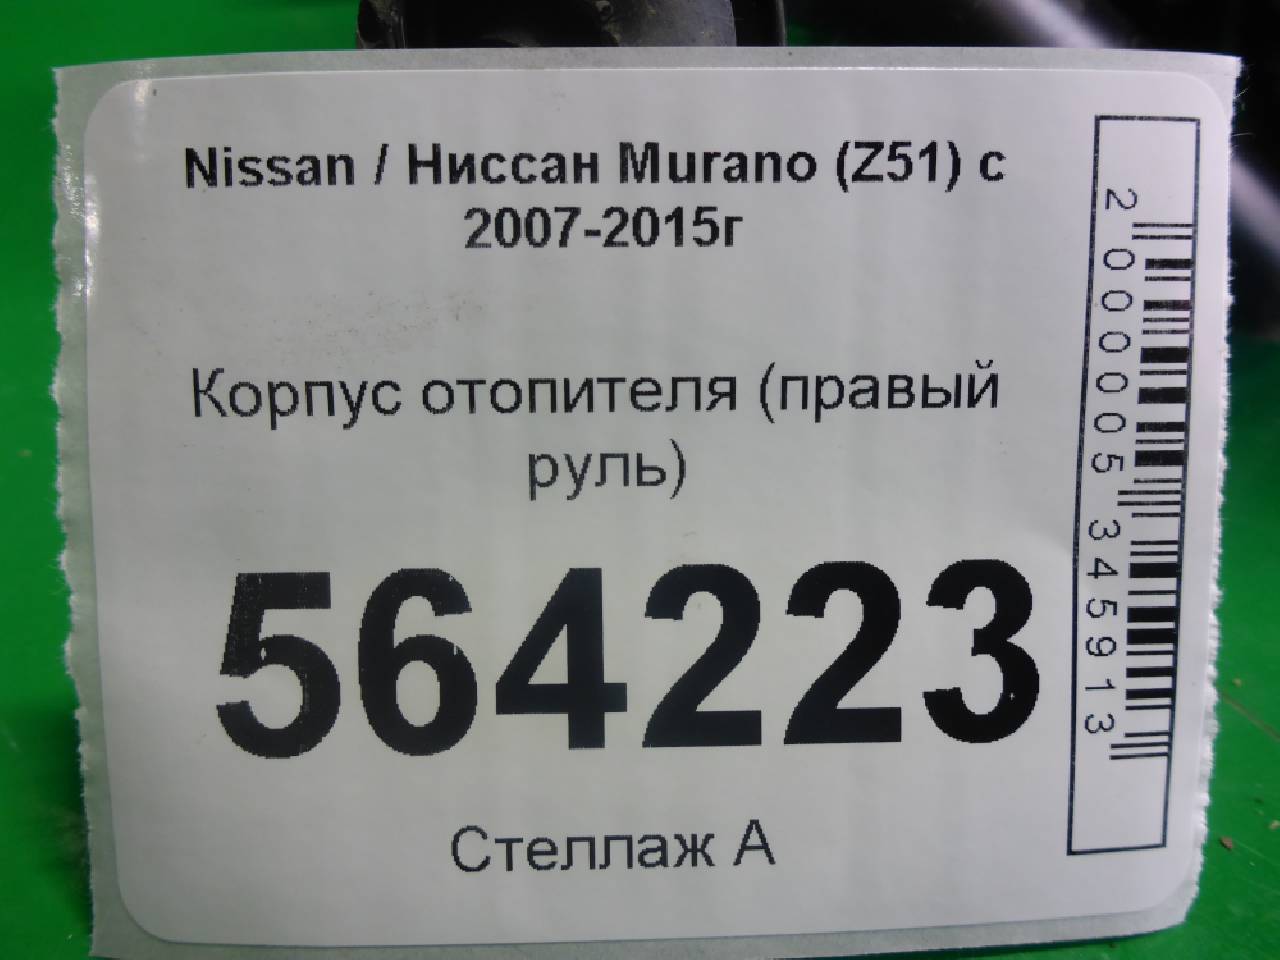 Nissan / Ниссан Murano (Z51) с
2007-2015г
Корпус отопителя (правый
руль)
564223
Стеллаж А
2 000005 345913